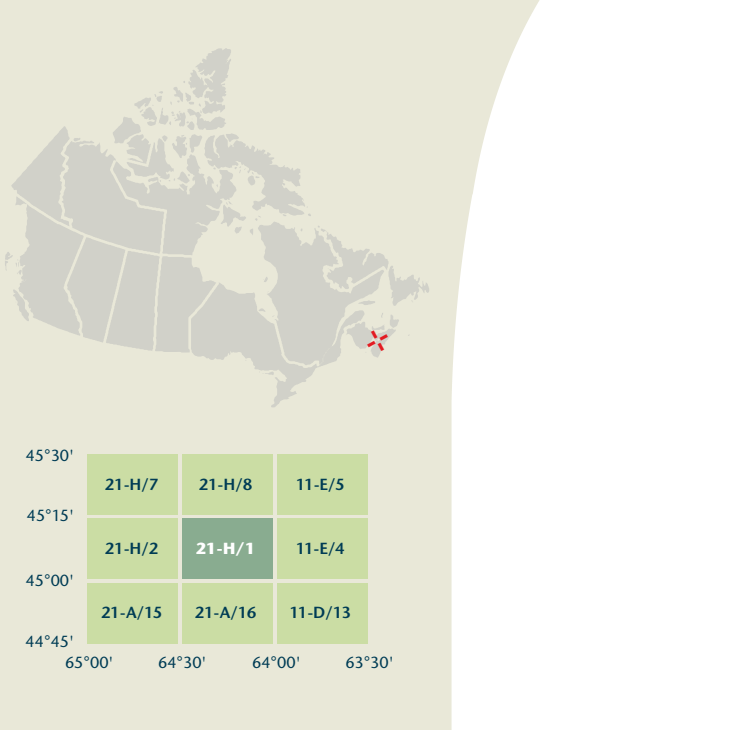 45°30'
21-H/7 21-H/8 11-E/5
45°15'
21-H/2 21-H/1 11-E/4
45°00'
21-A/15 21-A/16 11-D/13
44°45'
65°00' 64°30' 64°00' 63°30'